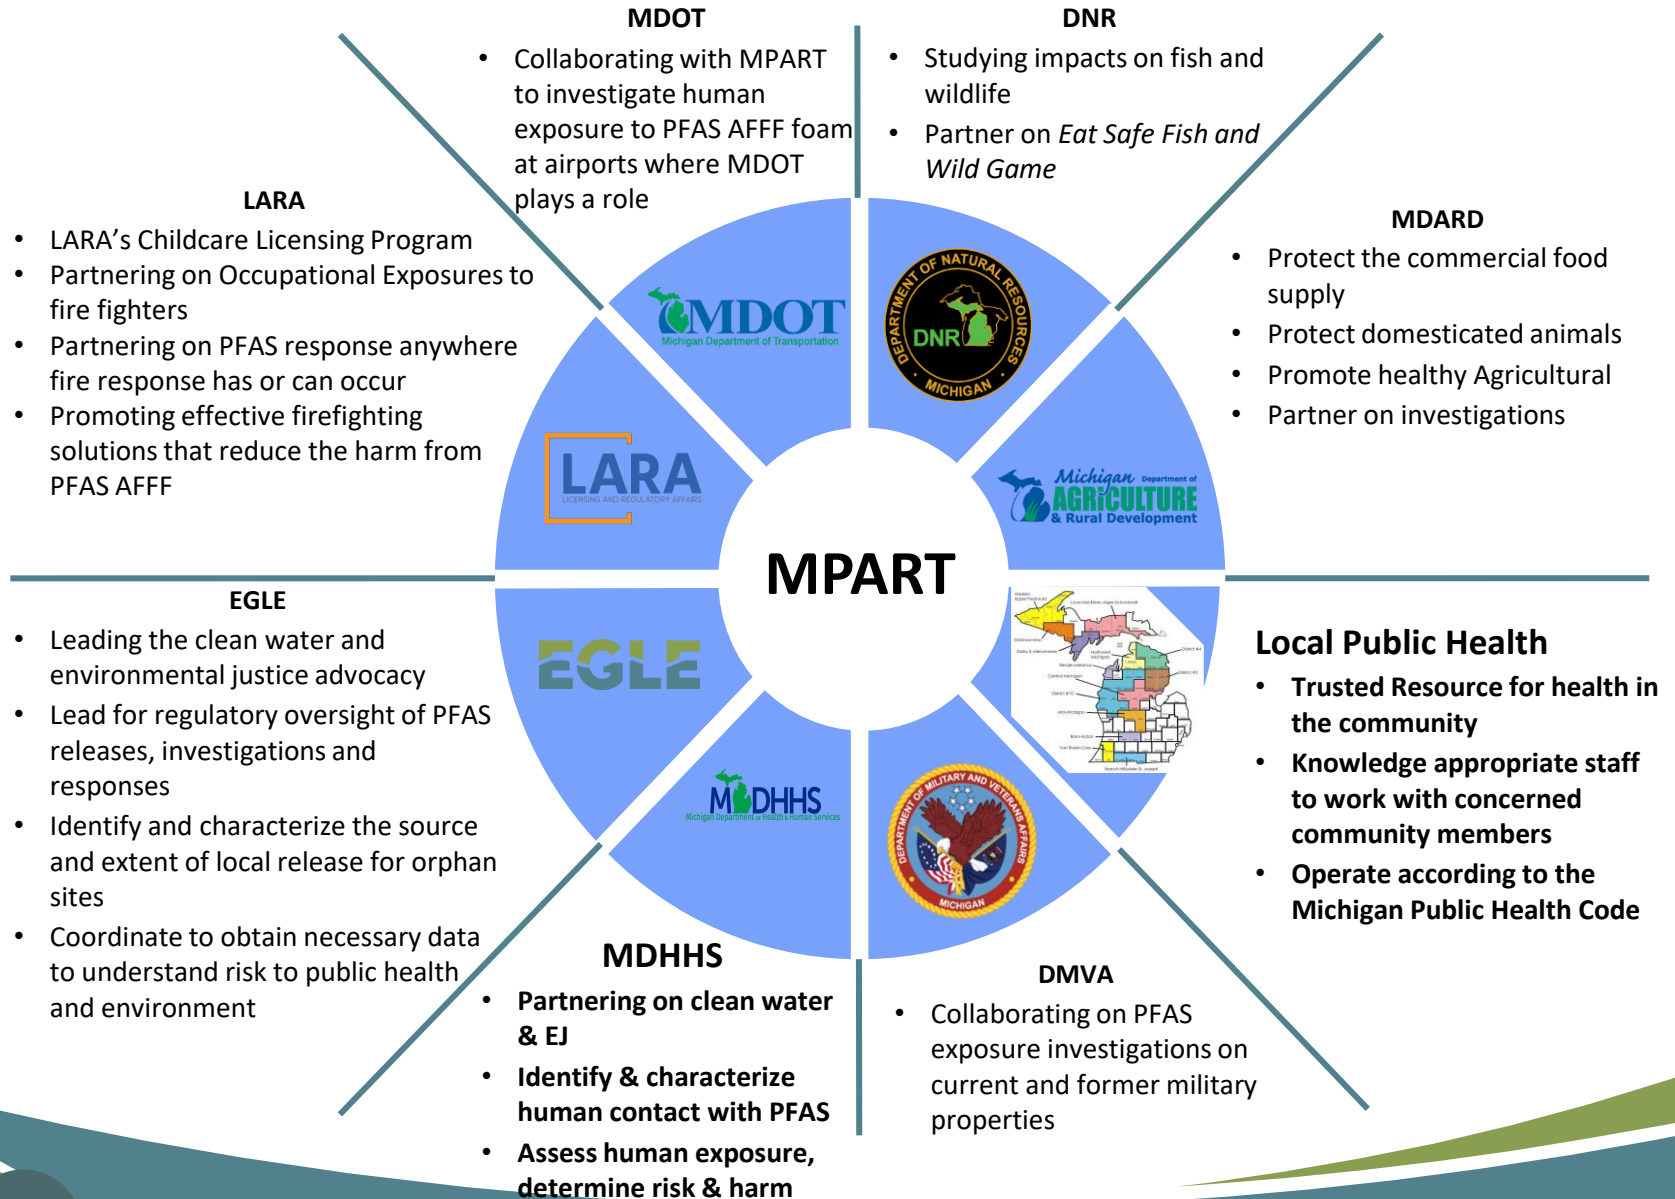 MDOT
• Collaborating with MPART
to investigate human
exposure to PFAS AFFF foam
at airports where MDOT
plays a role
DNR
• Studying impacts on fish and
wildlife
• Partner on Eat Safe Fish and
Wild Game
LARA
• LARA’s Childcare Licensing Program
• Partnering on Occupational Exposures to
fire fighters
• Partnering on PFAS response anywhere
fire response has or can occur
• Promoting effective firefighting
solutions that reduce the harm from
PFAS AFFF
MDARD
• Protect the commercial food
supply
• Protect domesticated animals
• Promote healthy Agricultural
• Partner on investigations
MDOT
Michigan Department of Transportation
DEPARTMENT OF NATURAL RESOURCES
DNR
MICHIGAN
LARA
LICENSING AND REGULATORY AFFAIRS
Michigan Department of
AGRICULTURE
& Rural Development
MPART
EGLE
• Leading the clean water and
environmental justice advocacy
• Lead for regulatory oversight of PFAS
releases, investigations and
responses
• Identify and characterize the source
and extent of local release for orphan
sites
• Coordinate to obtain necessary data
to understand risk to public health
and environment
EGLE
Local Public Health
• Trusted Resource for health in
the community
• Knowledge appropriate staff
to work with concerned
community members
• Operate according to the
Michigan Public Health Code
MDHHS
Michigan Department of Health & Human Services
DEPARTMENT OF MILITARY AND VETERANS AFFAIRS
MICHIGAN
MDHHS
• Partnering on clean water
& EJ
• Identify & characterize
human contact with PFAS
• Assess human exposure,
determine risk & harm
DMVA
• Collaborating on PFAS
exposure investigations on
current and former military
properties